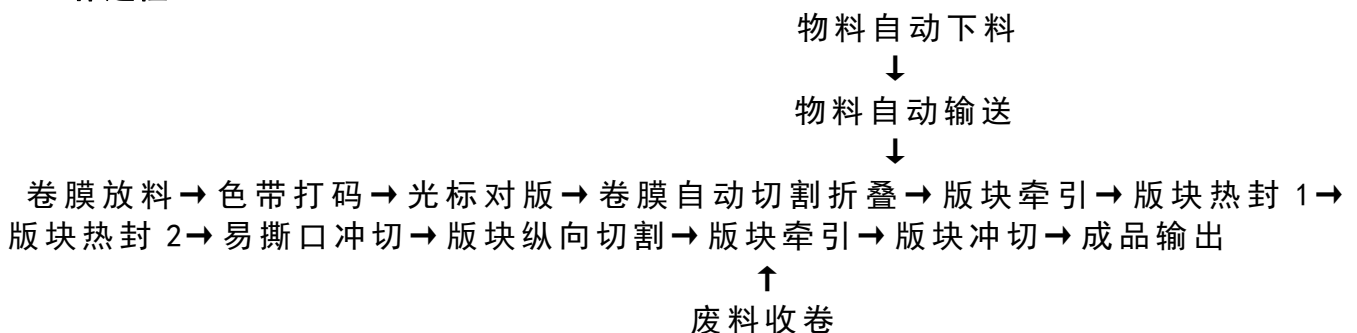 物料自动下料
↓
物料自动输送
↓
卷膜放料→色带打码→光标对版→卷膜自动切割折叠→版块牵引→版块热封 1→
版块热封 2→易撕口冲切→版块纵向切割→版块牵引→版块冲切→成品输出
↑
废料收卷